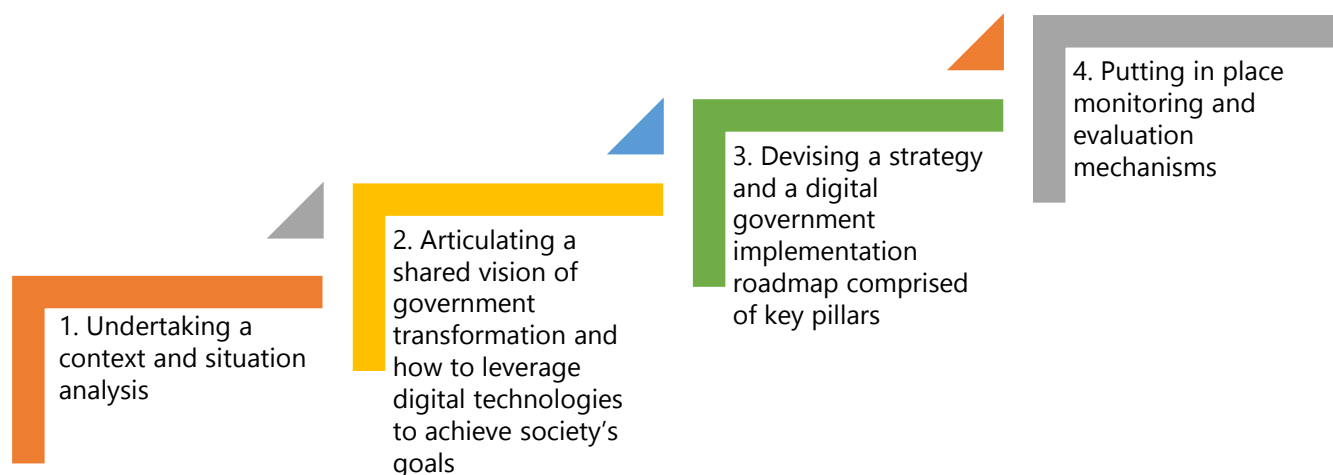 1. Undertaking a
context and situation
analysis
2. Articulating a
shared vision of
government
transformation and
how to leverage
digital technologies
to achieve society’s
goals
3. Devising a strategy
and a digital
government
implementation
roadmap comprised
of key pillars
4. Putting in place
monitoring and
evaluation
mechanisms